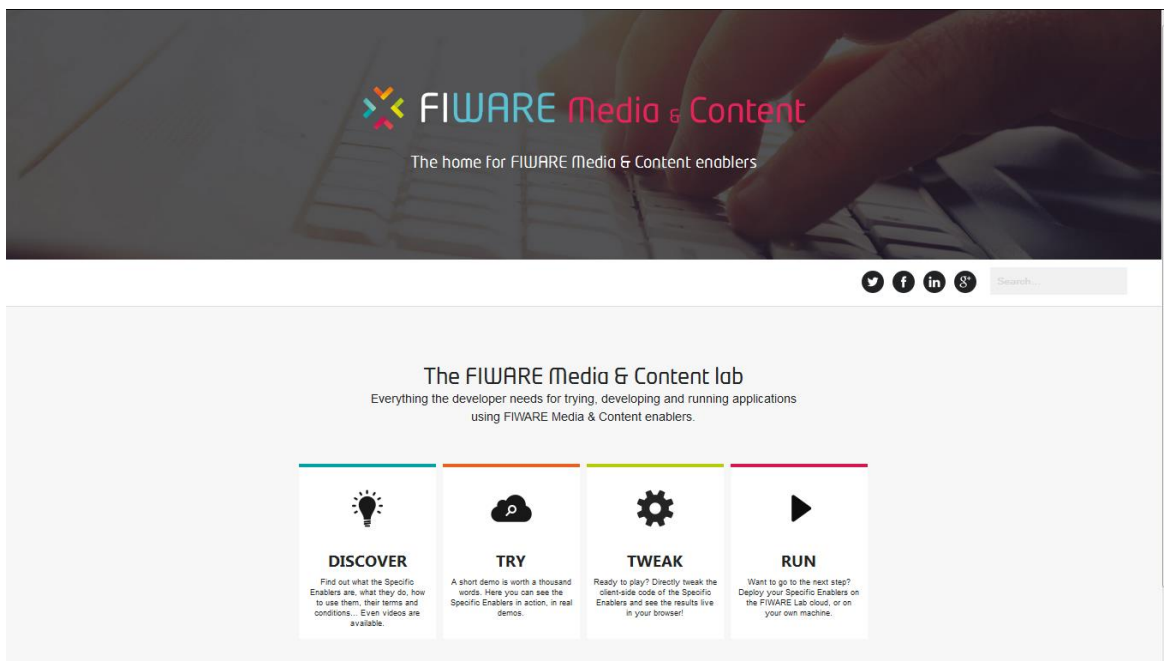 FIWARE Media & Content
The home for FIWARE Media & Content enablers
Search...
The FIWARE Media & Content lab
Everything the developer needs for trying, developing and running applications
using FIWARE Media & Content enablers.
DISCOVER
Find out what the Specific
Enablers are, what they do, how
to use them, their terms and
conditions... Even videos are
available.
TRY
A short demo is worth a thousand
words. Here you can see the
Specific Enablers in action, in real
demos.
TWEAK
Ready to play? Directly tweak the
client-side code of the Specific
Enablers and see the results live
in your browser!
RUN
Want to go to the next step?
Deploy your Specific Enablers on
the FIWARE Lab cloud, or on
your own machine.